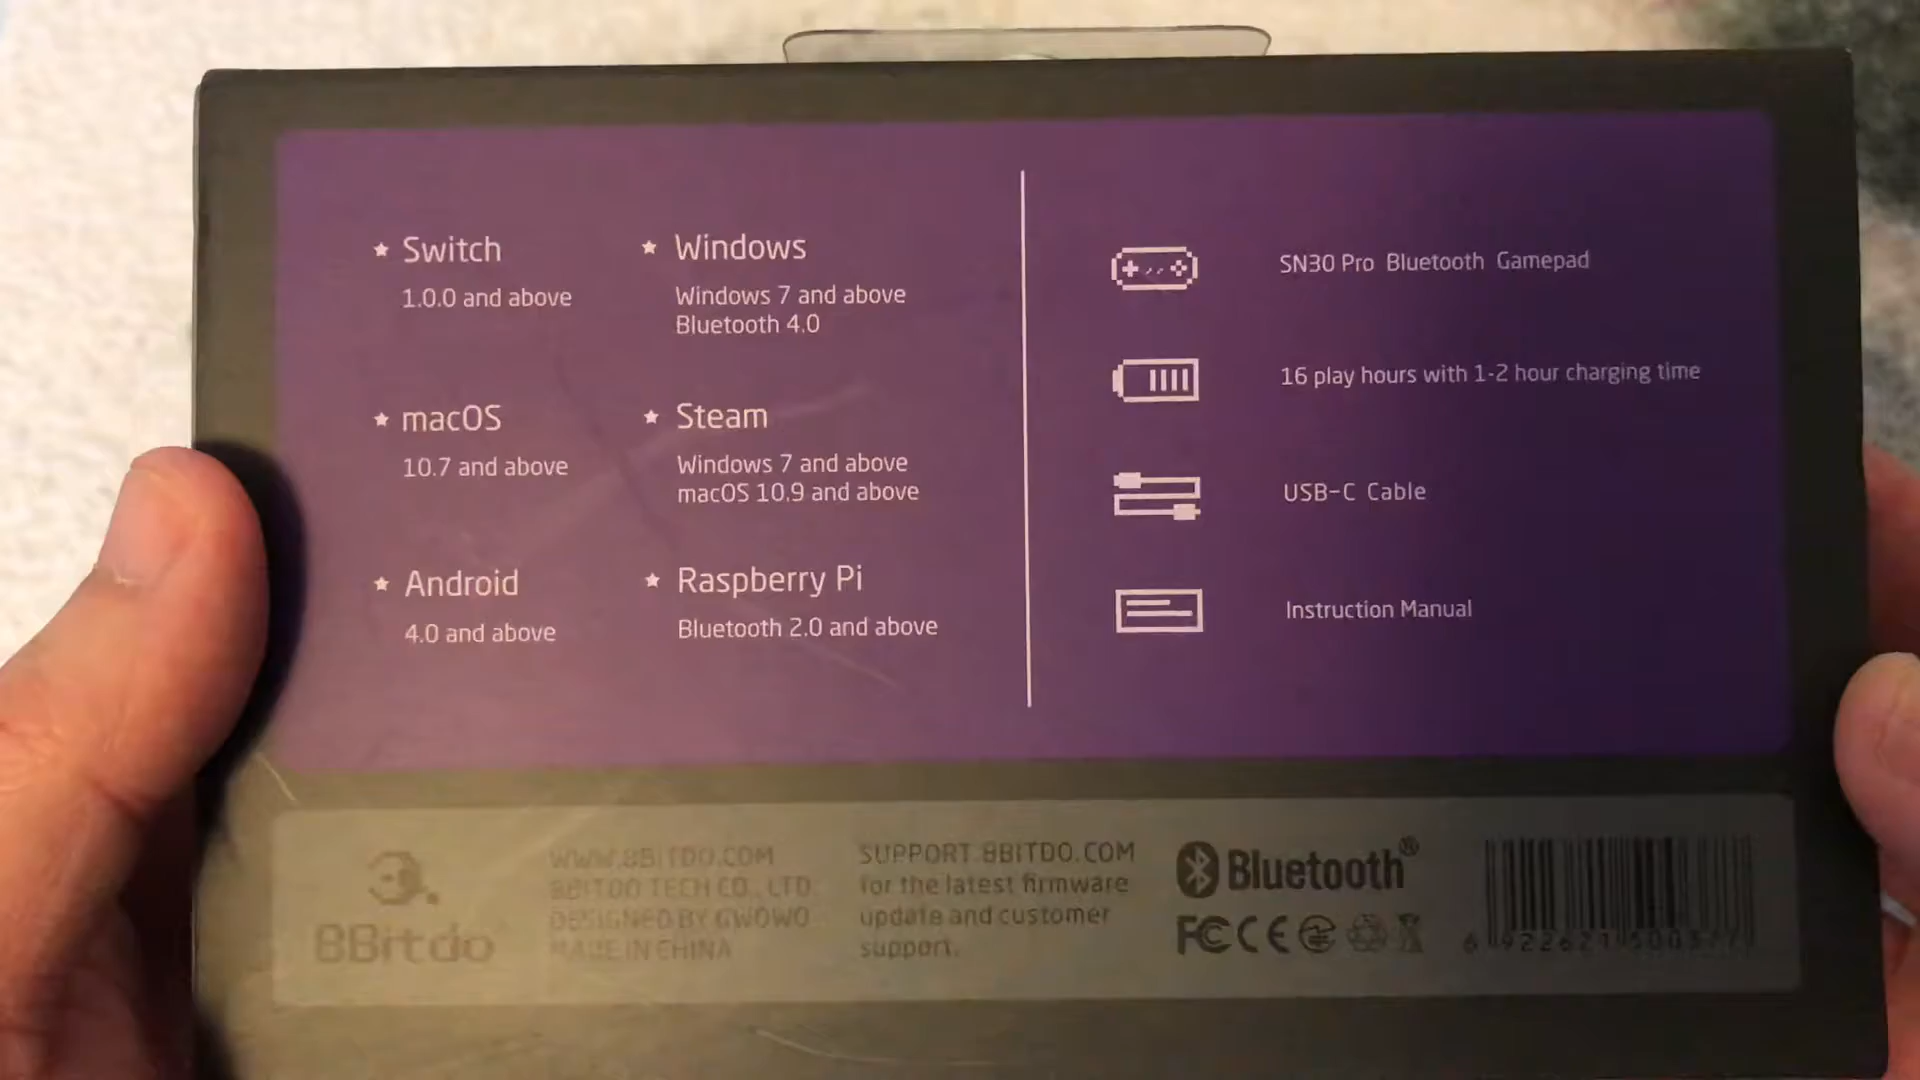 Switch
1.0.0 and above
Windows
Windows 7 and above
Bluetooth 4.0
macOS
10.7 and above
Steam
Windows 7 and above
macOS 10.9 and above
Android
4.0 and above
Raspberry Pi
Bluetooth 2.0 and above
SN30 Pro Bluetooth Gamepad
16 play hours with 1-2 hour charging time
USB-C Cable
Instruction Manual
8Bitdo
WWW.8BITDO.COM
8BITDO TECH CO., LTD.
DESIGNED BY GWOWO
MADE IN CHINA
SUPPORT.8BITDO.COM
for the latest firmware
update and customer
support.
Bluetooth®
FC CE